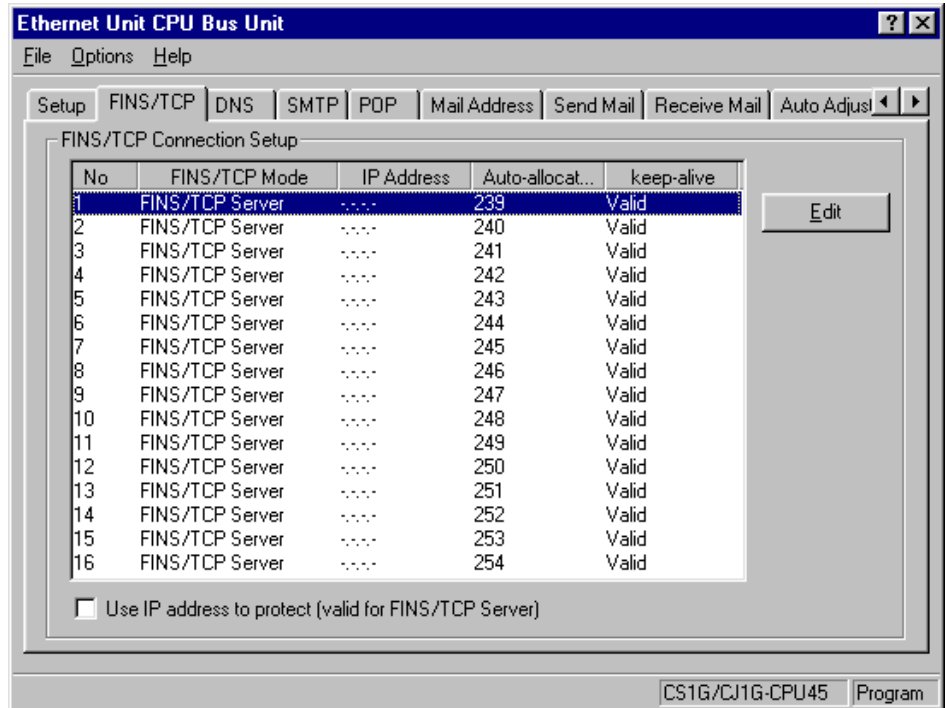 Ethernet Unit CPU Bus Unit
File Options Help
Setup FINS/TCP DNS SMTP POP Mail Address Send Mail Receive Mail Auto Adjust
FINS/TCP Connection Setup
No FINS/TCP Mode IP Address Auto-allocat... keep-alive
1 FINS/TCP Server -.-.-.- 239 Valid
Edit
2 FINS/TCP Server -.-.-.- 240 Valid
3 FINS/TCP Server -.-.-.- 241 Valid
4 FINS/TCP Server -.-.-.- 242 Valid
5 FINS/TCP Server -.-.-.- 243 Valid
6 FINS/TCP Server -.-.-.- 244 Valid
7 FINS/TCP Server -.-.-.- 245 Valid
8 FINS/TCP Server -.-.-.- 246 Valid
9 FINS/TCP Server -.-.-.- 247 Valid
10 FINS/TCP Server -.-.-.- 248 Valid
11 FINS/TCP Server -.-.-.- 249 Valid
12 FINS/TCP Server -.-.-.- 250 Valid
13 FINS/TCP Server -.-.-.- 251 Valid
14 FINS/TCP Server -.-.-.- 252 Valid
15 FINS/TCP Server -.-.-.- 253 Valid
16 FINS/TCP Server -.-.-.- 254 Valid
Use IP address to protect (valid for FINS/TCP Server)
CS1G/CJ1G-CPU45 Program